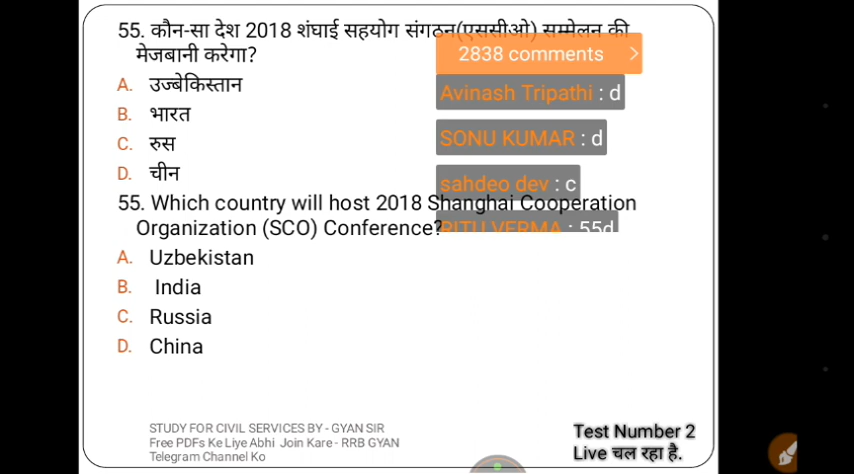 55. कौन-सा देश 2018 शंघाई सहयोग संगठन(एससीओ) सम्मेलन की
मेजबानी करेगा?
2838 comments >
A. उज्बेकिस्तान
Avinash Tripathi : d
B. भारत
C. रुस
SONU KUMAR : d
D. चीन
sahdeo dev : c
55. Which country will host 2018 Shanghai Cooperation
Organization (SCO) Conference?
RITU VERMA : 55d
A. Uzbekistan
B. India
C. Russia
D. China
STUDY FOR CIVIL SERVICES BY - GYAN SIR
Free PDFs Ke Liye Abhi Join Kare - RRB GYAN
Telegram Channel Ko
Test Number 2
Live चल रहा है.